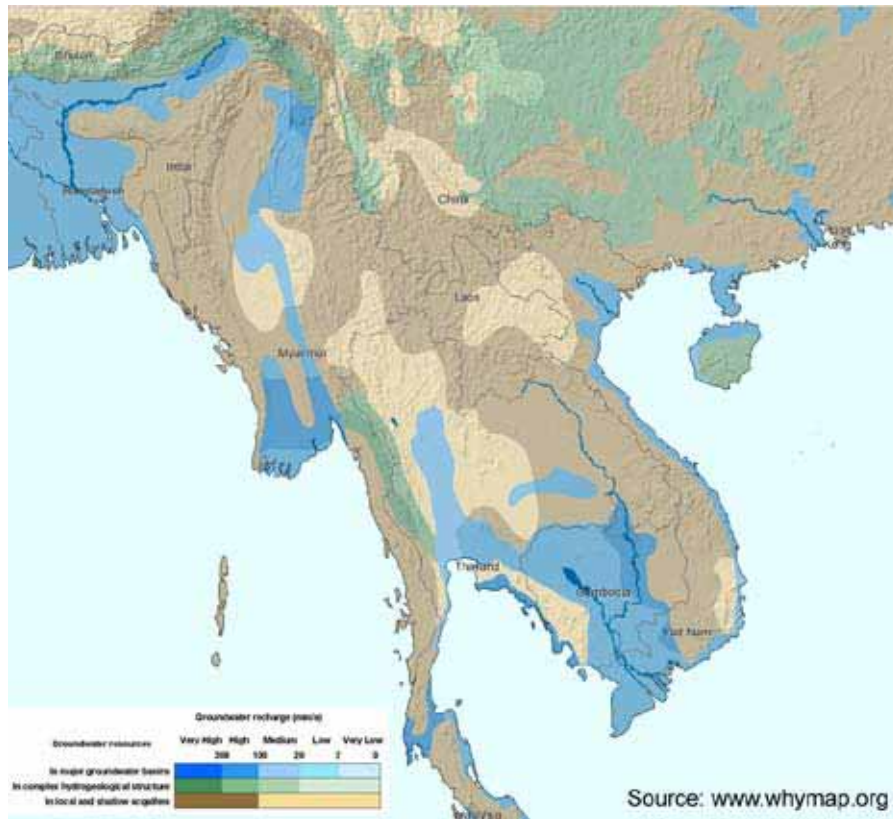 Bhutan
India
Bangladesh
China
Laos
Myanmar
Thailand
Cambodia
Viet Nam
Groundwater recharge (mm/a)
Groundwater resources
Very High High Medium Low Very Low
300 100 20 2 0
In major groundwater basins
In complex hydrogeological structure
In local and shallow aquifers
Source: www.whymap.org